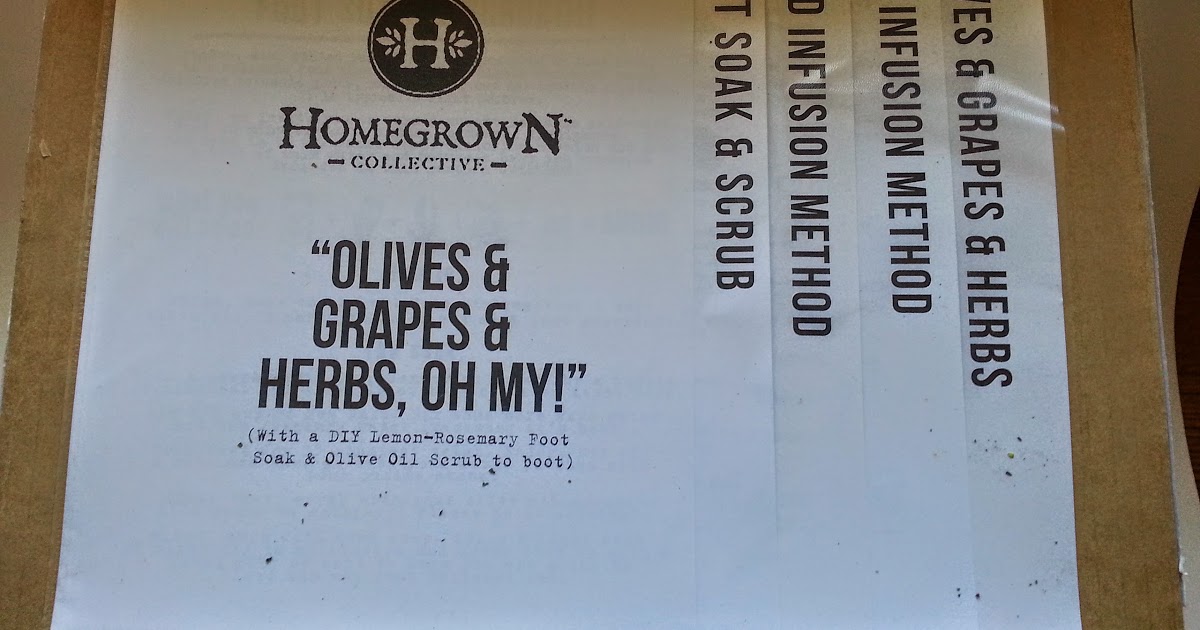 H
HOMEGROWN™
COLLECTIVE
“OLIVES &
GRAPES &
HERBS, OH MY!”
(With a DIY Lemon-Rosemary Foot
Soak & Olive Oil Scrub to boot)
T SOAK & SCRUB
D INFUSION METHOD
INFUSION METHOD
VES & GRAPES & HERBS